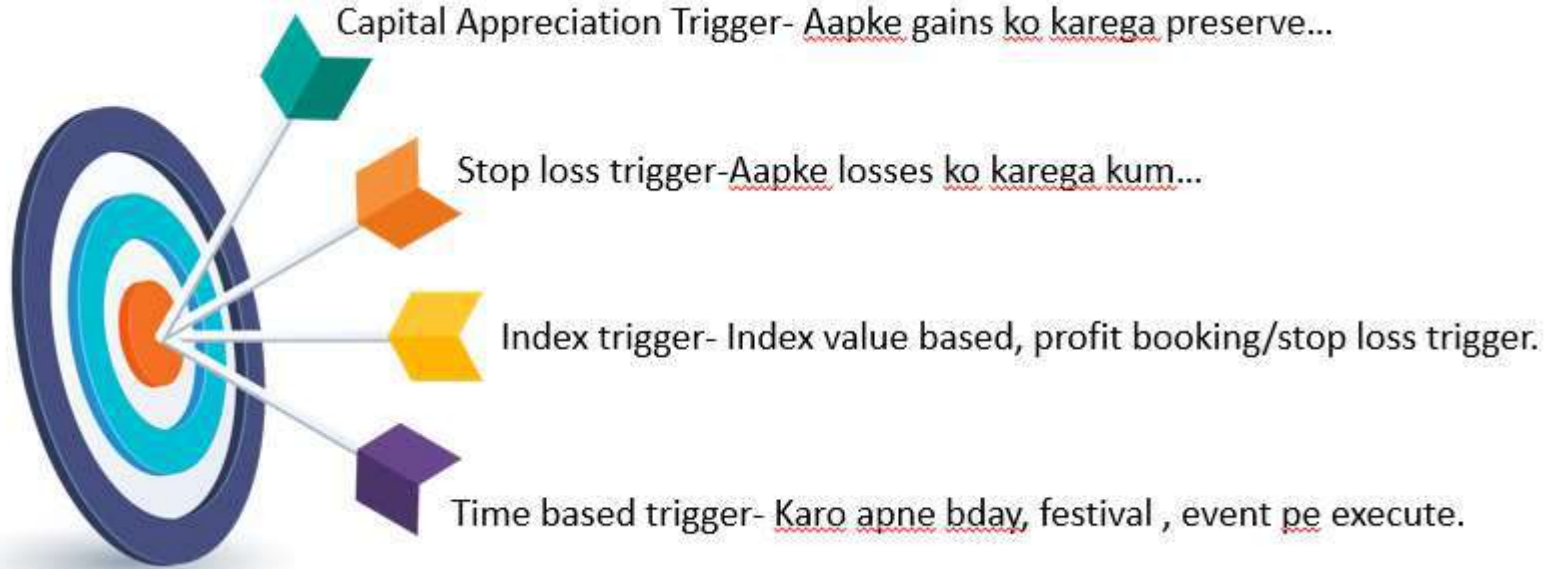 Capital Appreciation Trigger- Aapke gains ko karega preserve...
Stop loss trigger-Aapke losses ko karega kum...
Index trigger- Index value based, profit booking/stop loss trigger.
Time based trigger- Karo apne bday, festival , event pe execute.